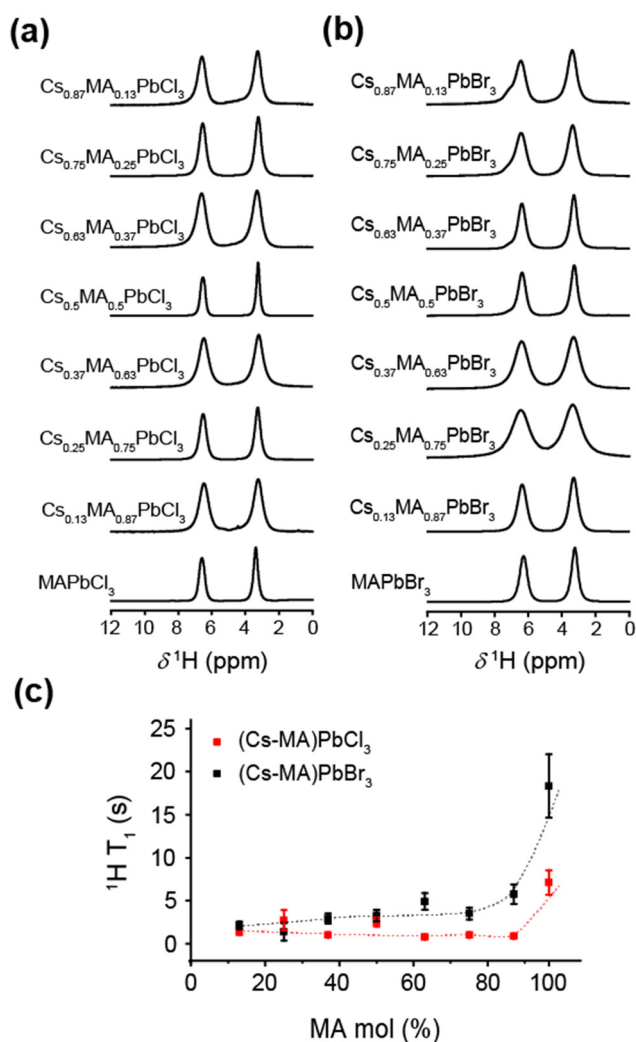 (a)
Cs0.87MA0.13PbCl3
Cs0.75MA0.25PbCl3
Cs0.63MA0.37PbCl3
Cs0.5MA0.5PbCl3
Cs0.37MA0.63PbCl3
Cs0.25MA0.75PbCl3
Cs0.13MA0.87PbCl3
MAPbCl3
12 10 8 6 4 2 0
δ 1H (ppm)
(b)
Cs0.87MA0.13PbBr3
Cs0.75MA0.25PbBr3
Cs0.63MA0.37PbBr3
Cs0.5MA0.5PbBr3
Cs0.37MA0.63PbBr3
Cs0.25MA0.75PbBr3
Cs0.13MA0.87PbBr3
MAPbBr3
12 10 8 6 4 2 0
δ 1H (ppm)
(c)
(Cs-MA)PbCl3
(Cs-MA)PbBr3
1H T1 (s)
25
20
15
10
5
0
0 20 40 60 80 100
MA mol (%)